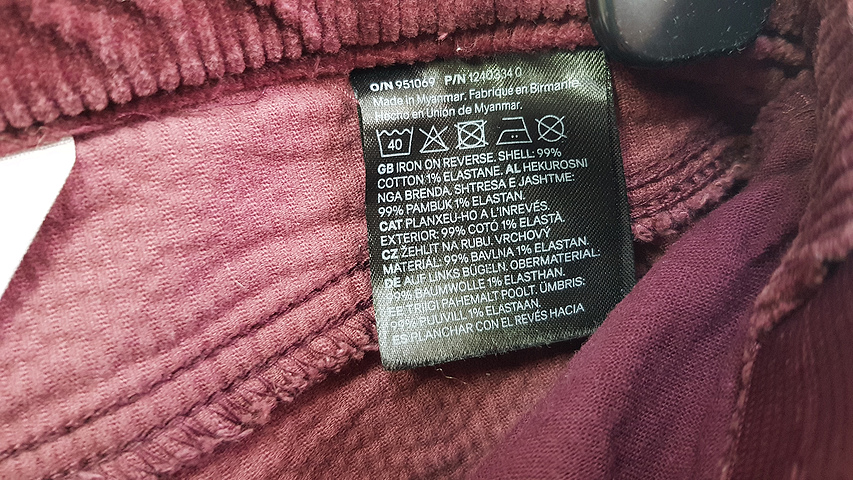 O/N 951069 P/N 1240334 0
Made in Myanmar. Fabriqué en Birmanie
Hecho en Unión de Myanmar.
40
GB IRON ON REVERSE. SHELL: 99%
COTTON 1% ELASTANE. AL HEKUROSNI
NGA BRENDA. SHTRESA E JASHTME:
99% PAMBUK 1% ELASTAN.
CAT PLANXEU-HO A L'INREVÉS.
EXTERIOR: 99% COTÓ 1% ELASTÀ.
CZ ŽEHLIT NA RUBU. VRCHOVÝ
MATERIÁL: 99% BAVLNA 1% ELASTAN.
DE AUF LINKS BÜGELN. OBERMATERIAL:
99% BAUMWOLLE 1% ELASTHAN.
EE TRIIGI PAHEMALT POOLT. ÜMBRIS:
99% PUUVILL 1% ELASTAAN.
ES PLANCHAR CON EL REVÉS HACIA